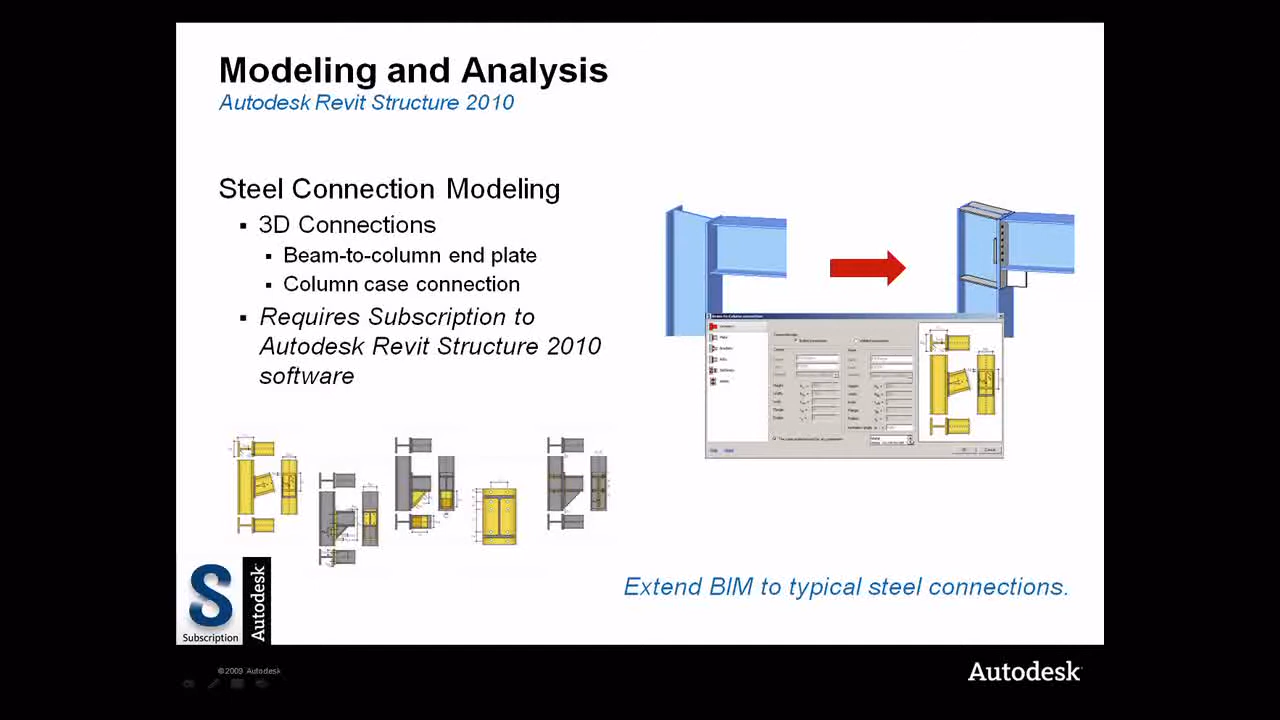 Modeling and Analysis
Autodesk Revit Structure 2010
Steel Connection Modeling
▪ 3D Connections
▪ Beam-to-column end plate
▪ Column case connection
▪ Requires Subscription to
Autodesk Revit Structure 2010
software
Extend BIM to typical steel connections.
S
Subscription
Autodesk
©2009 Autodesk
Autodesk